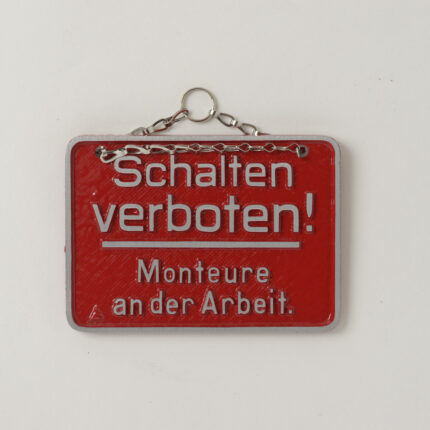 Schalten
verboten!
Monteure
an der Arbeit.